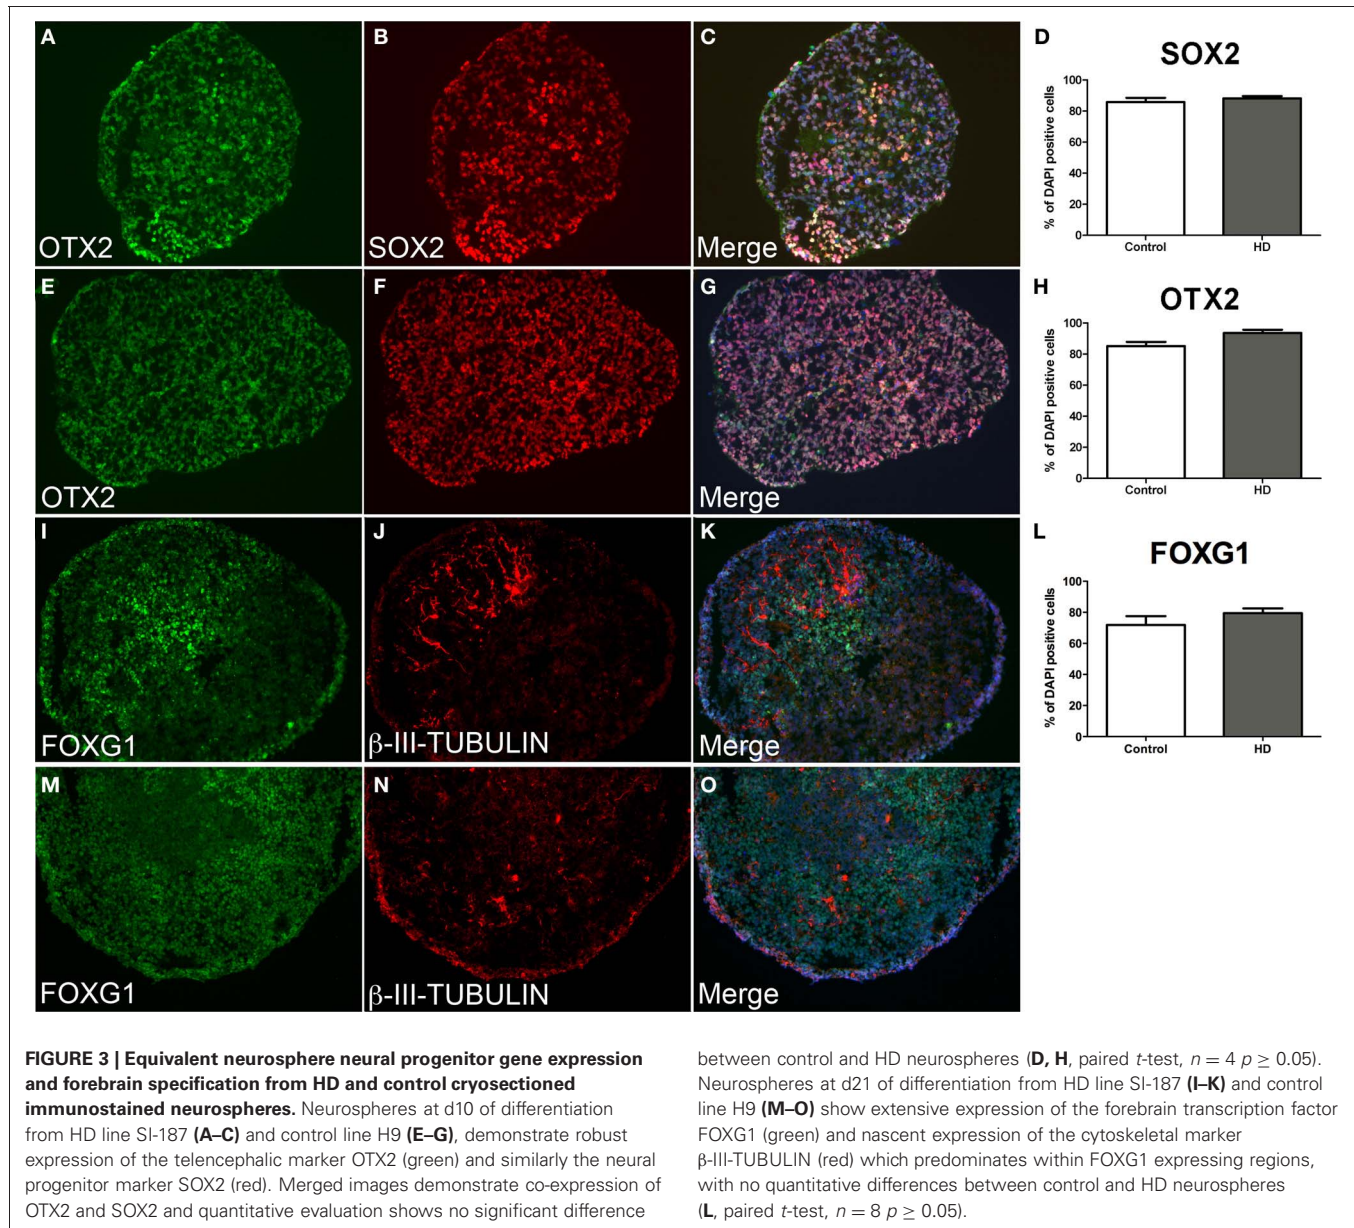 A
B
C
D
SOX2
% of DAPI positive cells
100
80
60
40
20
0
Control
HD
OTX2
SOX2
Merge
E
F
G
H
OTX2
% of DAPI positive cells
100
80
60
40
20
0
Control
HD
OTX2
Merge
I
J
K
L
FOXG1
% of DAPI positive cells
100
80
60
40
20
0
Control
HD
FOXG1
β-III-TUBULIN
Merge
M
N
O
FOXG1
β-III-TUBULIN
Merge
FIGURE 3 | Equivalent neurosphere neural progenitor gene expression
and forebrain specification from HD and control cryosectioned
immunostained neurospheres. Neurospheres at d10 of differentiation
from HD line SI-187 (A–C) and control line H9 (E–G), demonstrate robust
expression of the telencephalic marker OTX2 (green) and similarly the neural
progenitor marker SOX2 (red). Merged images demonstrate co-expression of
OTX2 and SOX2 and quantitative evaluation shows no significant difference
between control and HD neurospheres (D, H, paired t-test, n = 4 p ≥ 0.05).
Neurospheres at d21 of differentiation from HD line SI-187 (I–K) and control
line H9 (M–O) show extensive expression of the forebrain transcription factor
FOXG1 (green) and nascent expression of the cytoskeletal marker
β-III-TUBULIN (red) which predominates within FOXG1 expressing regions,
with no quantitative differences between control and HD neurospheres
(L, paired t-test, n = 8 p ≥ 0.05).